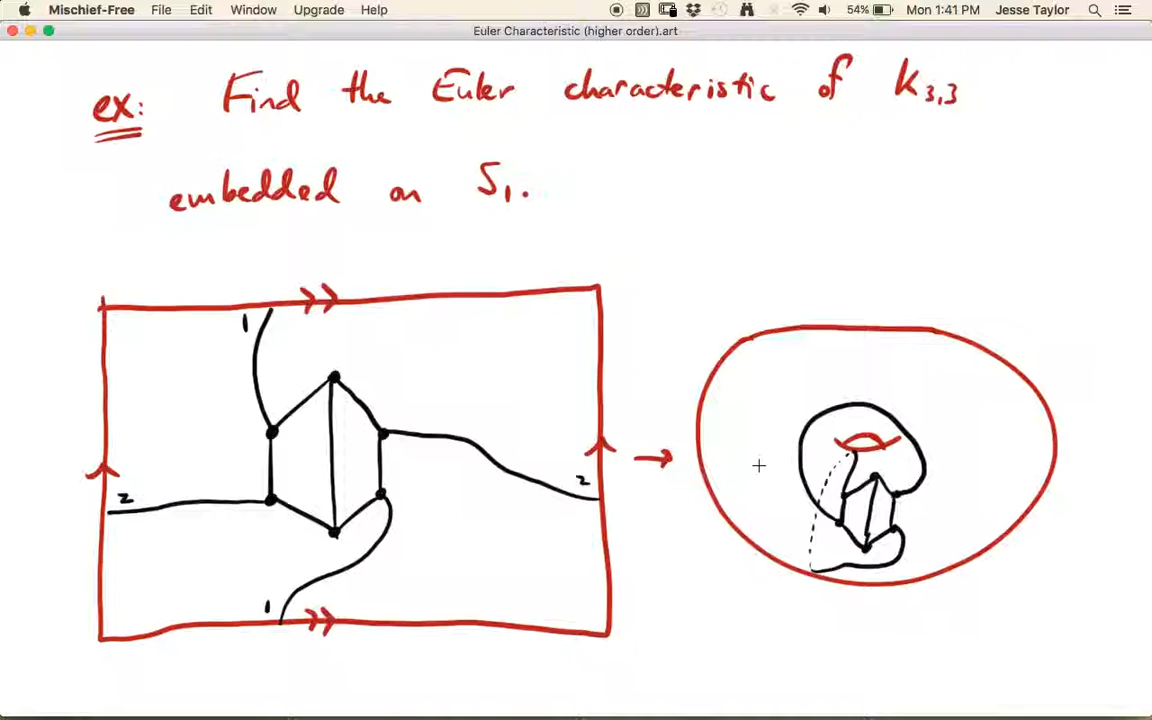 Mischief-Free File Edit Window Upgrade Help 54% Mon 1:41 PM Jesse Taylor
Euler Characteristic (higher order).art
ex: Find the Euler characteristic of K3,3
embedded on S1.
1
2
2
1